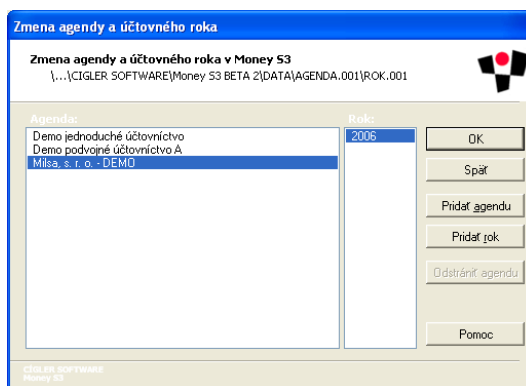 Zmena agendy a účtovného roka
Zmena agendy a účtovného roka v Money S3
\...\CIGLER SOFTWARE\Money S3 BETA 2\DATA\AGENDA.001\ROK.001
Agenda:
Rok:
Demo jednoduché účtovníctvo
Demo podvojné účtovníctvo A
Milsa, s. r. o. - DEMO
2006
OK
Späť
Pridať agendu
Pridať rok
Odstrániť agendu
Pomoc
CÍGLER SOFTWARE
Money S3